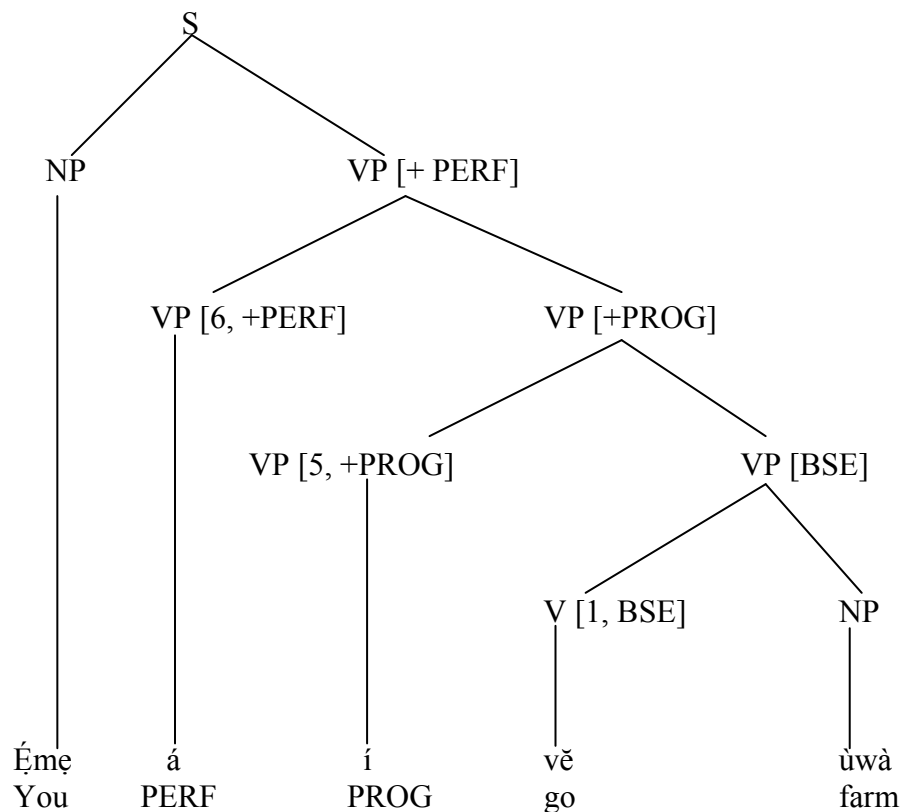 S
NP VP [+ PERF]
VP [6, +PERF] VP [+PROG]
VP [5, +PROG] VP [BSE]
V [1, BSE] NP
Ẹ́mẹ á í vĕ ùwà
You PERF PROG go farm